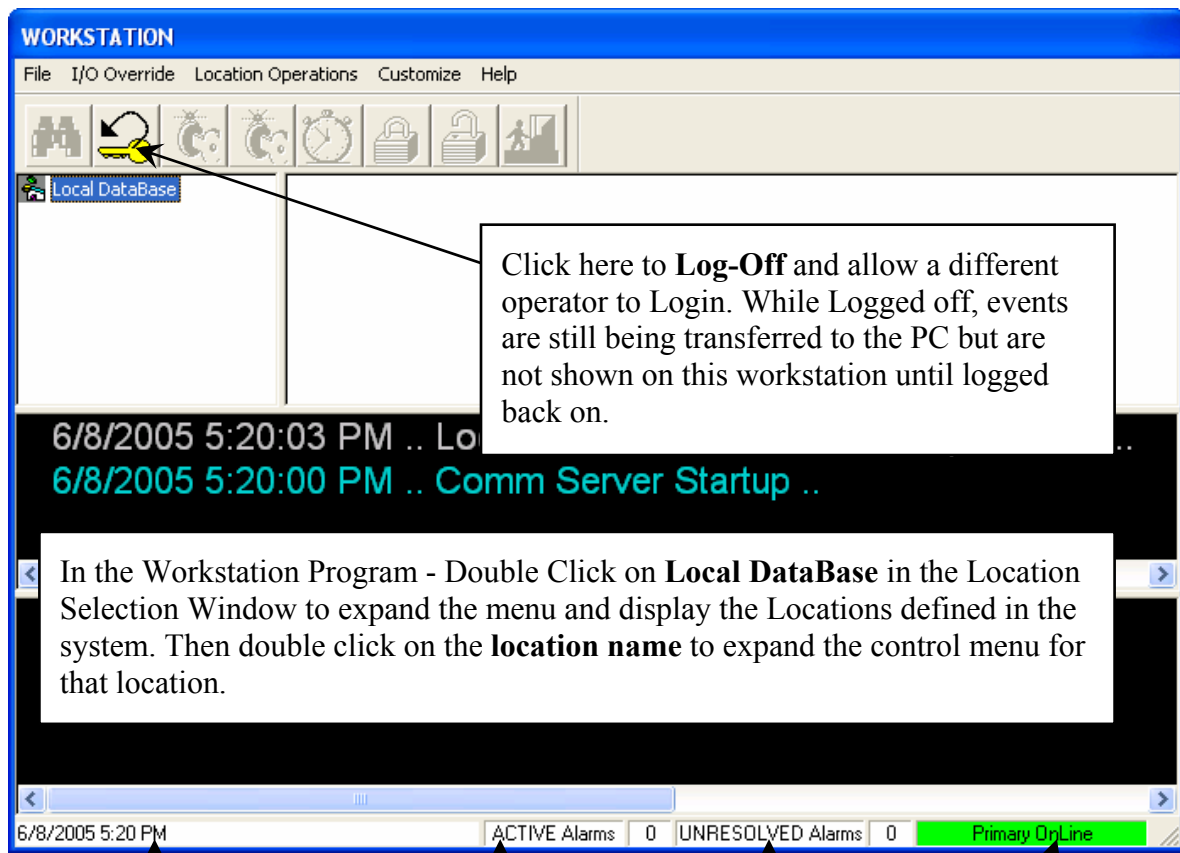 WORKSTATION
File I/O Override Location Operations Customize Help
Local DataBase
Click here to Log-Off and allow a different
operator to Login. While Logged off, events
are still being transferred to the PC but are
not shown on this workstation until logged
back on.
6/8/2005 5:20:03 PM .. Lo ..
6/8/2005 5:20:00 PM .. Comm Server Startup ..
In the Workstation Program - Double Click on Local DataBase in the Location
Selection Window to expand the menu and display the Locations defined in the
system. Then double click on the location name to expand the control menu for
that location.
6/8/2005 5:20 PM ACTIVE Alarms 0 UNRESOLVED Alarms 0 Primary OnLine